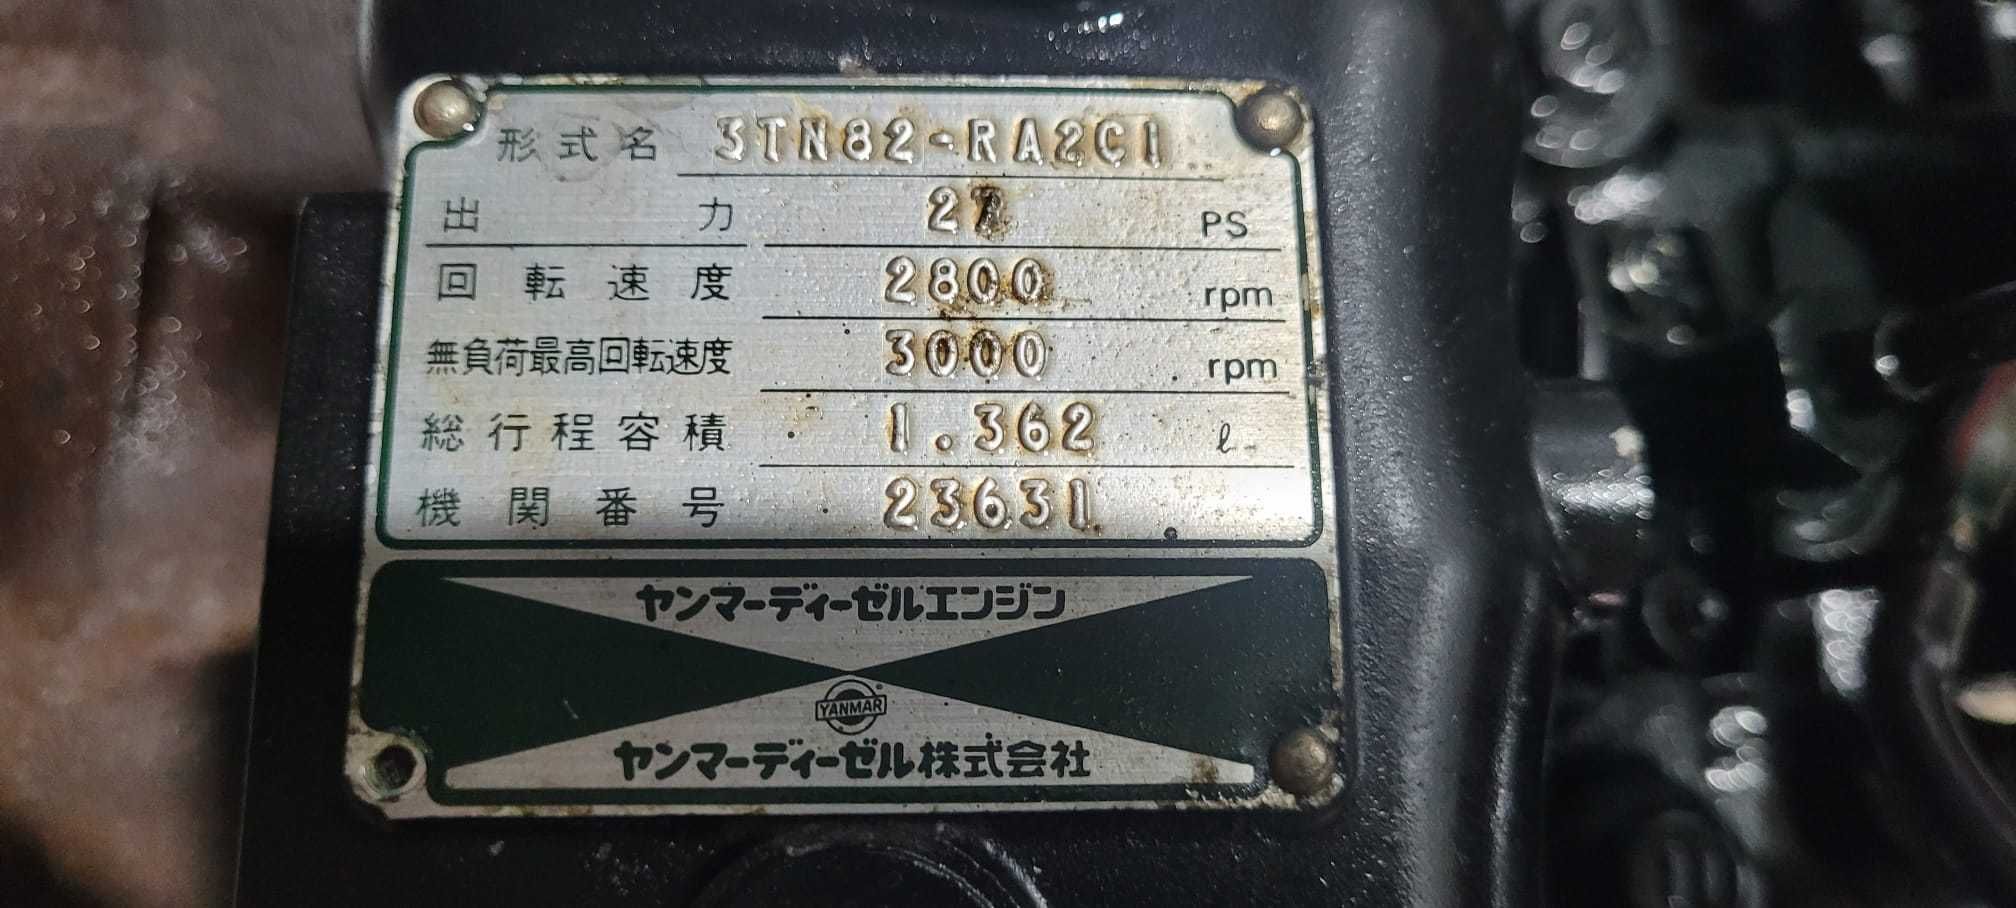 形式名 3TN82-RA2C1
出力 27 PS
回転速度 2800 rpm
無負荷最高回転速度 3000 rpm
総行程容積 1.362 ℓ
機関番号 23631
ヤンマーディーゼルエンジン
YANMAR
ヤンマーディーゼル株式会社